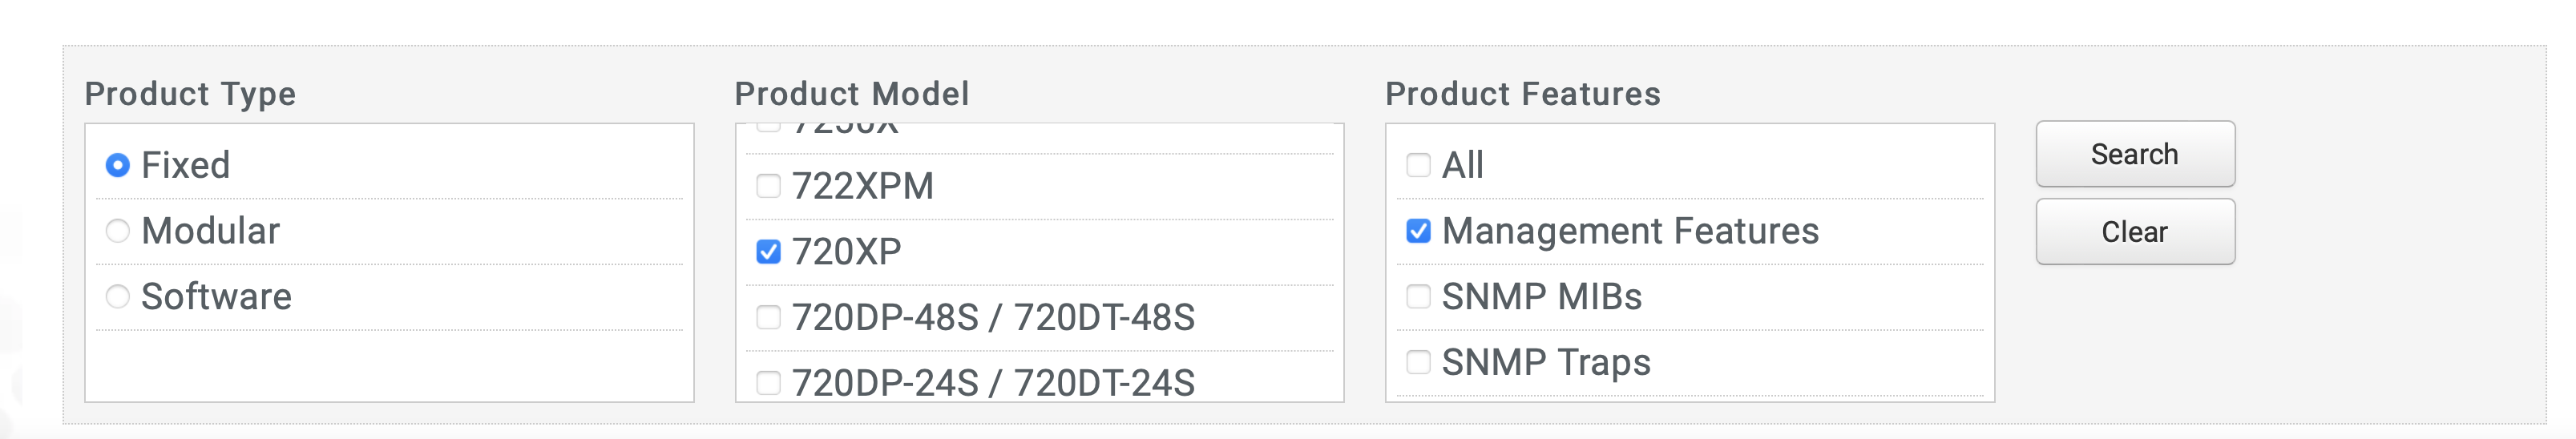 Product Type
Fixed
Modular
Software
Product Model
722XPM
720XP
720DP-48S / 720DT-48S
720DP-24S / 720DT-24S
Product Features
All
Management Features
SNMP MIBs
SNMP Traps
Search
Clear